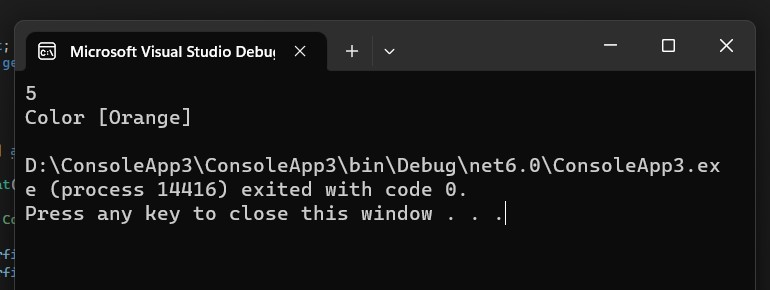 Microsoft Visual Studio Debu
5
Color [Orange]
D:\ConsoleApp3\ConsoleApp3\bin\Debug\net6.0\ConsoleApp3.ex
e (process 14416) exited with code 0.
Press any key to close this window . . .